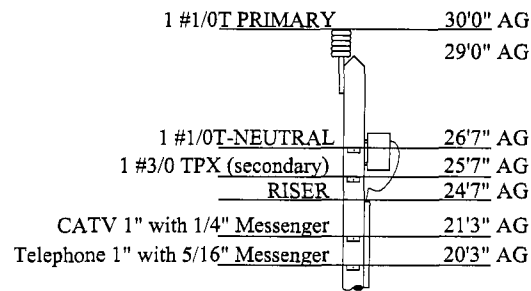 1 #1/0T PRIMARY 30'0" AG
29'0" AG
1 #1/0T-NEUTRAL 26'7" AG
1 #3/0 TPX (secondary) 25'7" AG
RISER 24'7" AG
CATV 1" with 1/4" Messenger 21'3" AG
Telephone 1" with 5/16" Messenger 20'3" AG